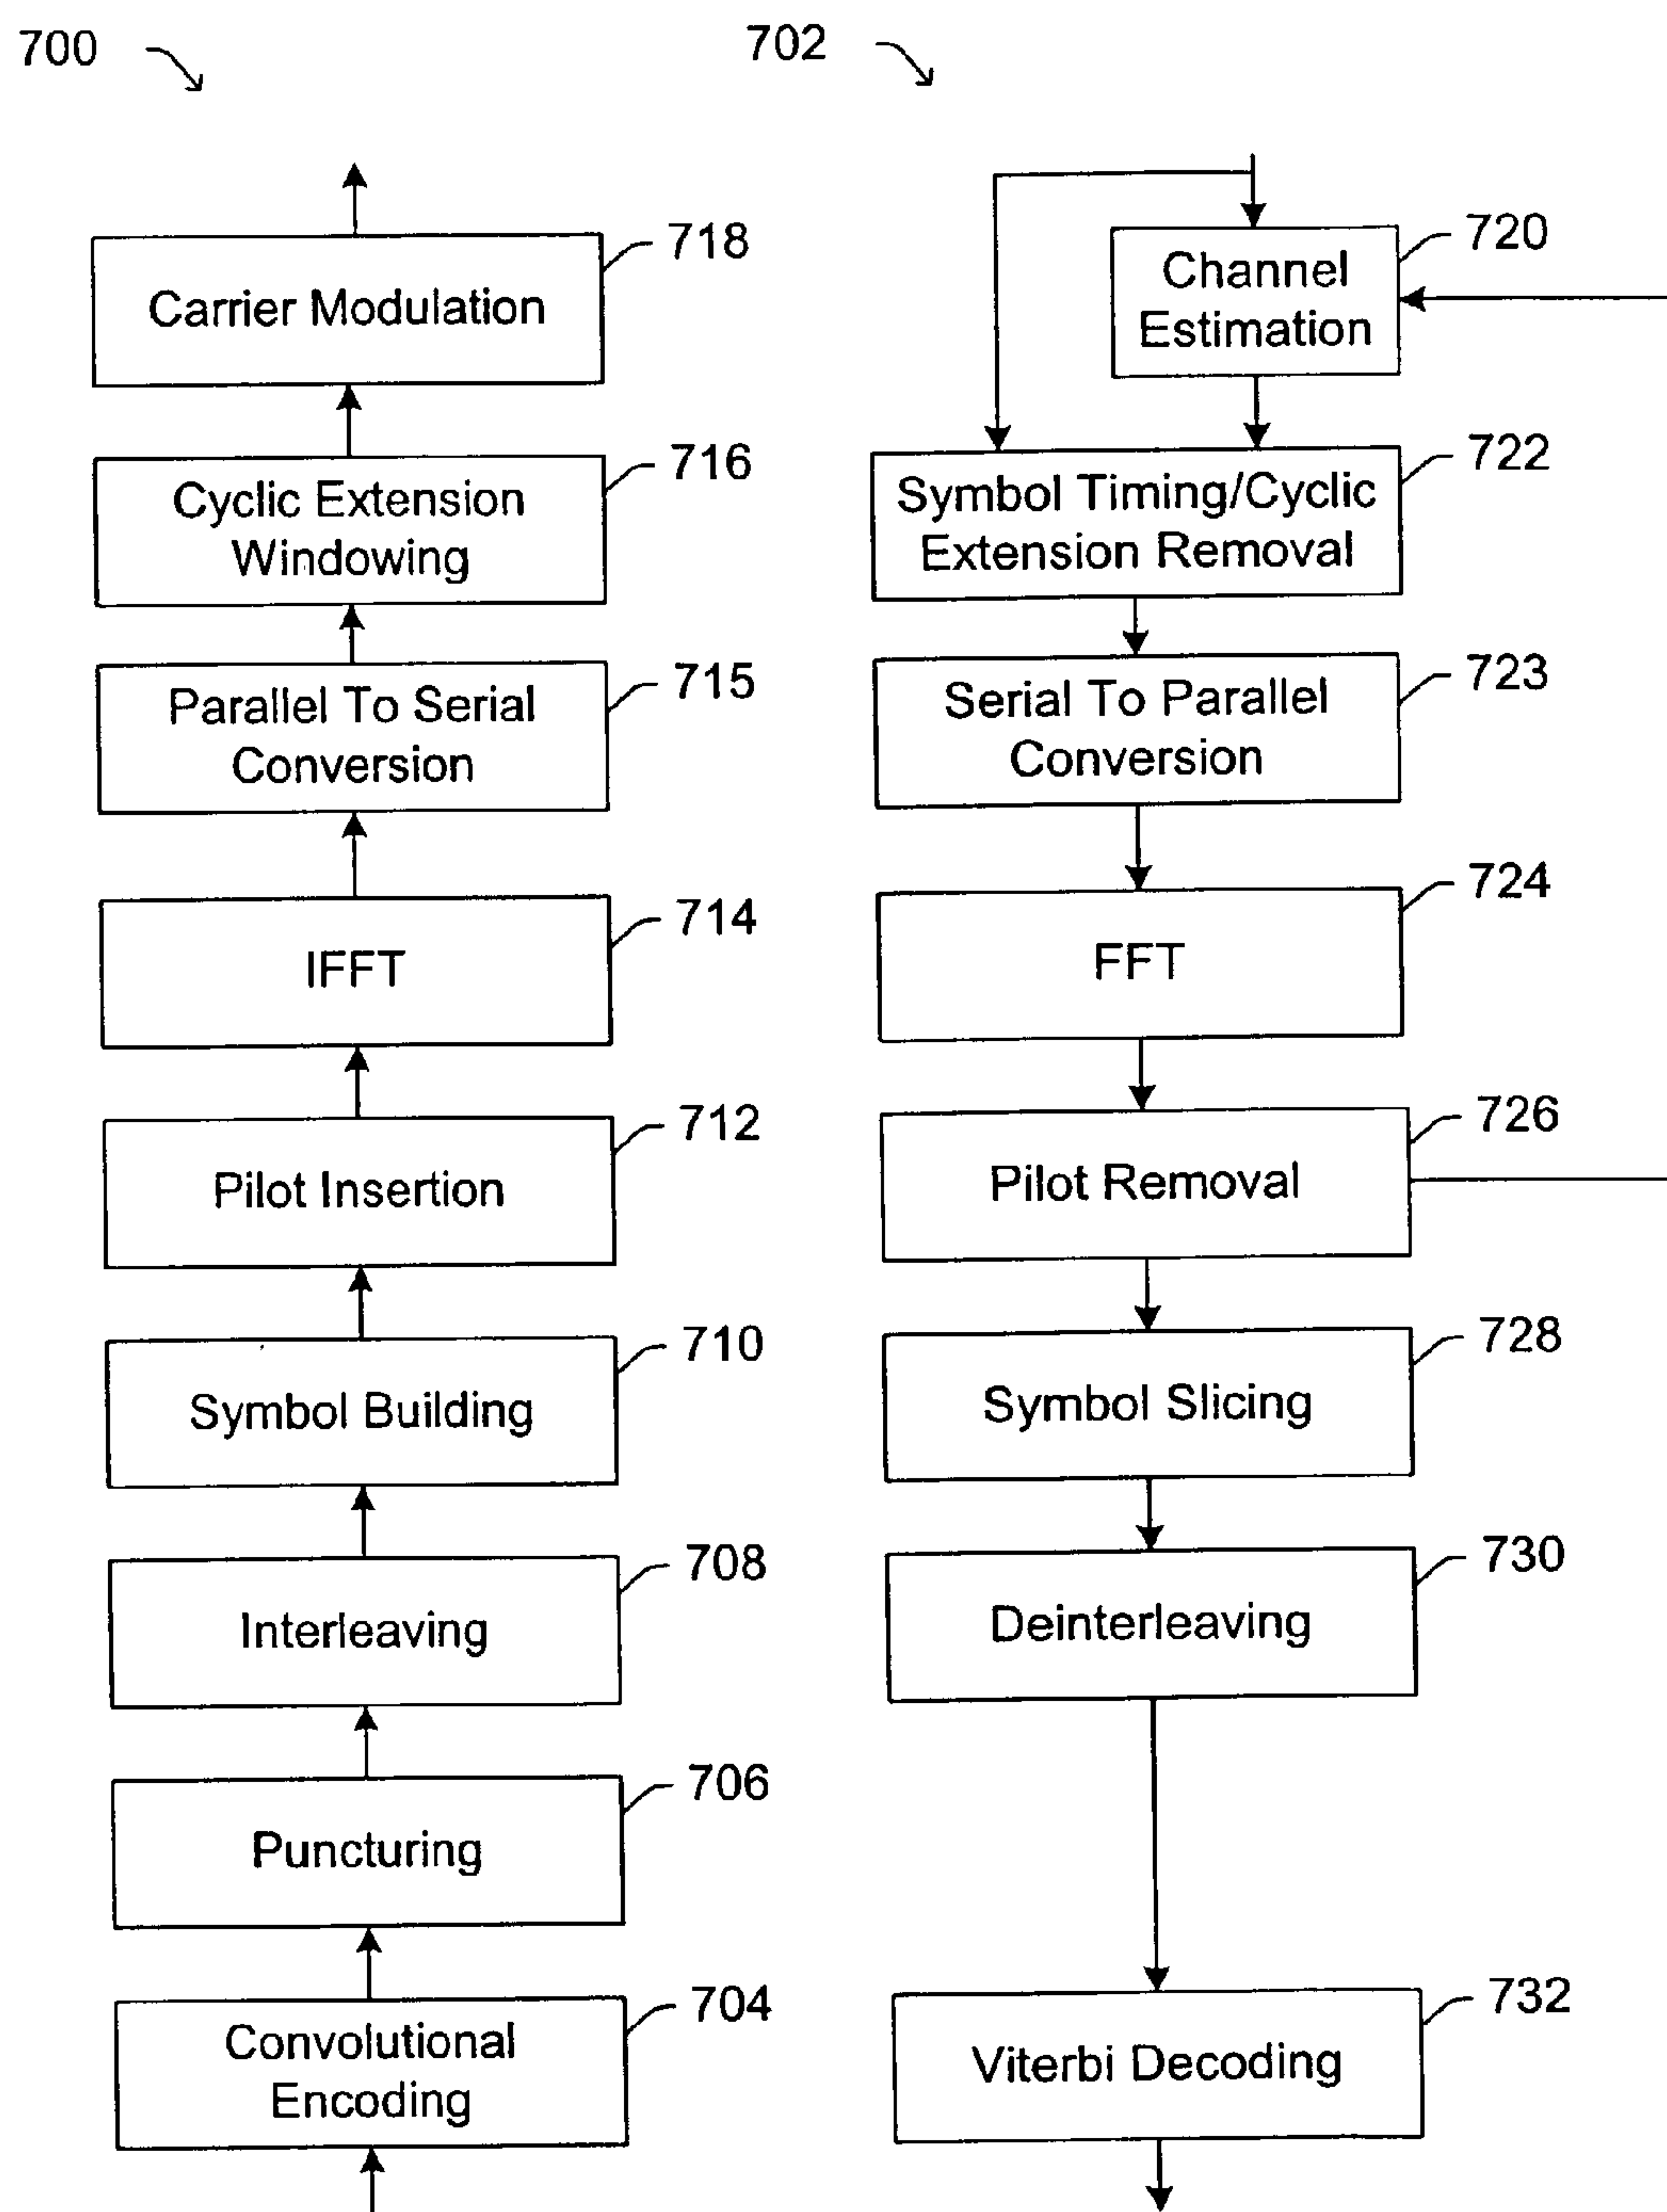 700
718
Carrier Modulation
716
Cyclic Extension
Windowing
715
Parallel To Serial
Conversion
714
IFFT
712
Pilot Insertion
710
Symbol Building
708
Interleaving
706
Puncturing
704
Convolutional
Encoding
702
720
Channel
Estimation
722
Symbol Timing/Cyclic
Extension Removal
723
Serial To Parallel
Conversion
724
FFT
726
Pilot Removal
728
Symbol Slicing
730
Deinterleaving
732
Viterbi Decoding